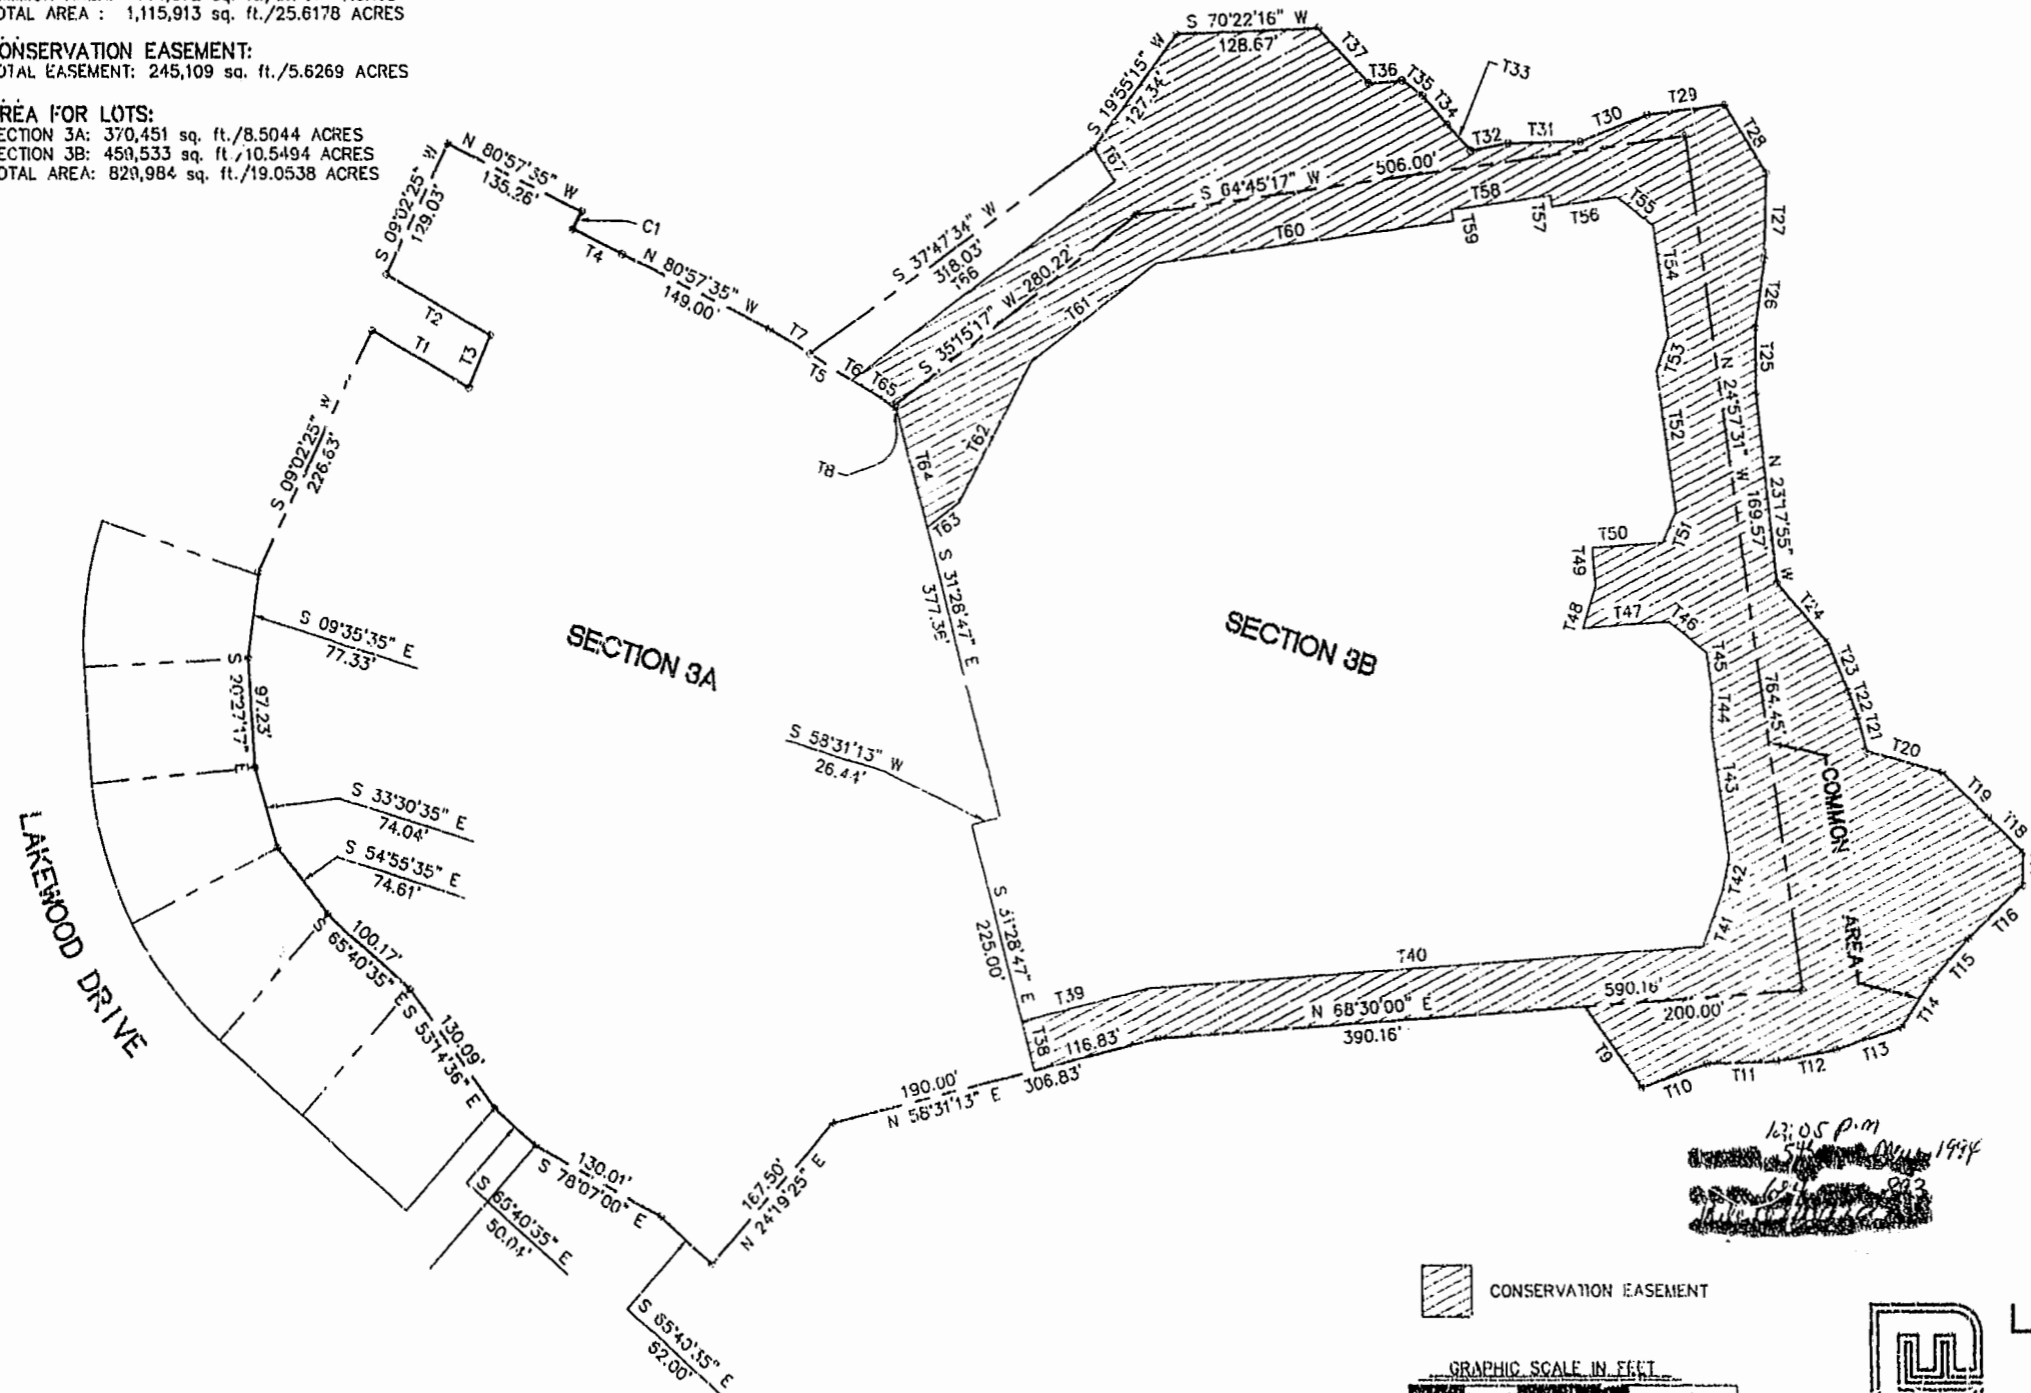 OTAL AREA : 1,115,913 sq. ft./25.6178 ACRES
ONSERVATION EASEMENT:
OTAL EASEMENT: 245,109 sq. ft./5.6269 ACRES
REA FOR LOTS:
ECTION 3A: 370,451 sq. ft./8.5044 ACRES
ECTION 3B: 459,533 sq. ft./10.5494 ACRES
OTAL AREA: 829,984 sq. ft./19.0538 ACRES
S 70°22'16" W
128.67'
T37
T36
T35
T34
T33
T32
T31
T30
T29
T28
S 19°55'15" W
127.34'
T67
N 80°57'35" W
135.26'
C1
S 09°02'25" W
129.03'
T4
N 80°57'35" W
149.00'
T7
S 37°47'34" W
318.03'
T66
S 64°45'17" W
506.00'
T58
T57
T56
T55
T59
T60
T27
T54
T26
T2
T1
T3
T5
T6
T65
S 35°15'17" W 280.22'
T61
T53
T25
T8
T64
T62
T63
T52
N 24°57'31" W
764.45'
N 23°17'55" W
169.57'
S 09°02'25" W
226.63'
T51
T50
T49
T48
T47
T46
T45
T24
T23
T22
T21
T20
T19
T18
T44
T43
T42
T41
S 09°35'35" E
77.33'
SECTION 3A
S 31°28'47" E
377.36'
SECTION 3B
S 20°27'17" E
97.23'
S 58°31'13" W
26.44'
COMMON
AREA
S 33°30'35" E
74.04'
S 54°55'35" E
74.61'
LAKEWOOD DRIVE
S 31°28'47" E
225.00'
100.17'
S 65°40'35" E
T16
T15
T14
T13
T12
T11
T10
T9
T40
T39
T38
590.16'
200.00'
N 68°30'00" E
390.16'
116.83'
306.83'
190.00'
N 58°31'13" E
130.09'
S 53°14'36" E
130.01'
S 78°07'00" E
167.50'
N 24°19'25" E
S 65°40'35" E
50.04'
S 65°40'35" E
52.00'
12:05 p.m
1994
CONSERVATION EASEMENT
GRAPHIC SCALE IN FEET